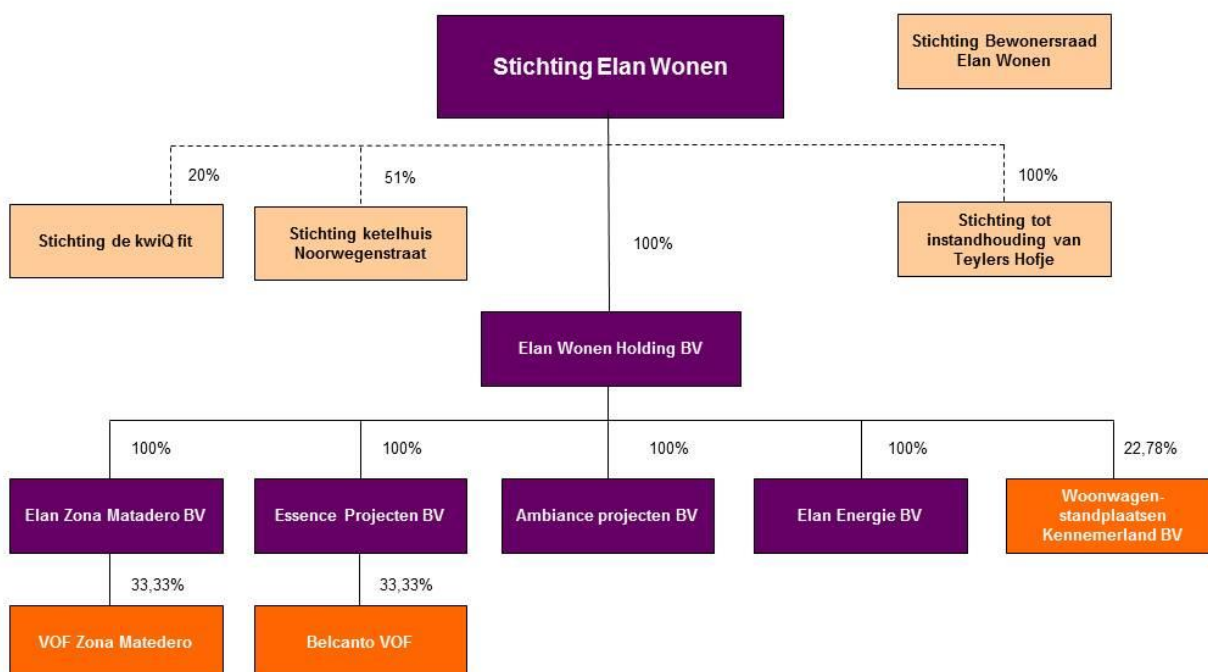 Stichting Elan Wonen
Stichting Bewonersraad
Elan Wonen
20%
51%
100%
Stichting de kwiQ fit
Stichting ketelhuis
Noorwegenstraat
Stichting tot
instandhouding van
Teylers Hofje
100%
Elan Wonen Holding BV
100%
100%
100%
100%
22,78%
Elan Zona Matadero BV
Essence Projecten BV
Ambiance projecten BV
Elan Energie BV
Woonwagen-
standplaatsen
Kennemerland BV
33,33%
33,33%
VOF Zona Matedero
Belcanto VOF